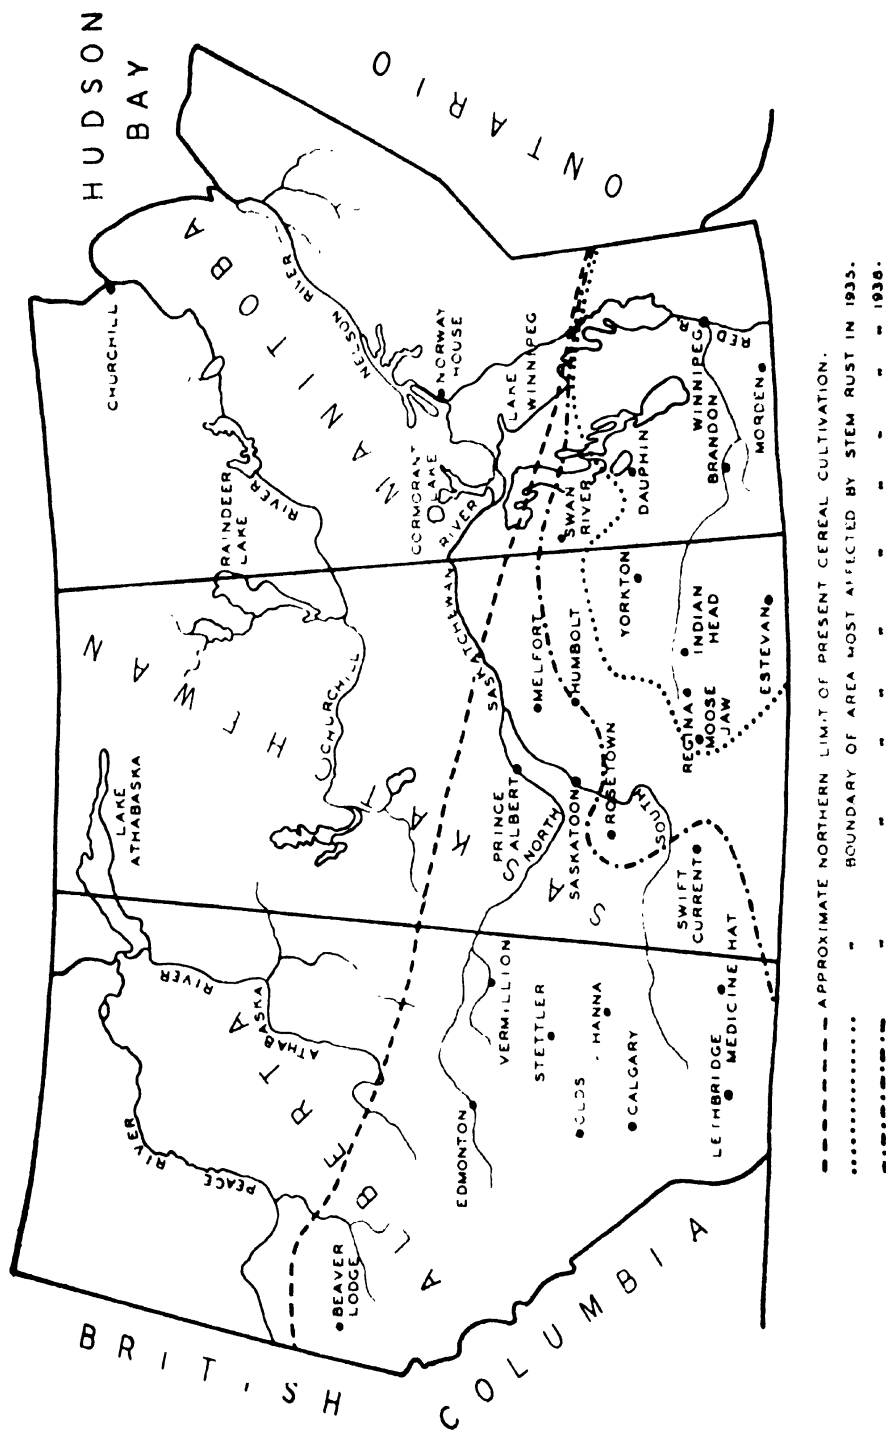 HUDSON
BAY
ONTARIO
BRITISH
COLUMBIA
MANITOBA
SASKATCHEWAN
ALBERTA
CHURCHILL
NELSON RIVER
NORWAY
HOUSE
LAKE
WINNIPEG
CORMORANT
LAKE
RAINDEER
LAKE
CHURCHILL RIVER
SASKATCHEWAN RIVER
LAKE
ATHABASKA
ATHABASKA RIVER
PEACE RIVER
BEAVER
LODGE
EDMONTON
VERMILLION
STETTLER
OLDS
HANNA
CALGARY
LETHBRIDGE
MEDICINE HAT
PRINCE
ALBERT
NORTH
SOUTH
SASKATOON
ROSETOWN
SWIFT
CURRENT
MELFORT
HUMBOLT
REGINA
MOOSE
JAW
INDIAN
HEAD
YORKTON
ESTEVAN
SWAN
RIVER
DAUPHIN
BRANDON
WINNIPEG
MORDEN
RED R
APPROXIMATE NORTHERN LIMIT OF PRESENT CEREAL CULTIVATION.
" BOUNDARY OF AREA MOST AFFECTED BY STEM RUST IN 1935.
" " " " " " " " " 1938.